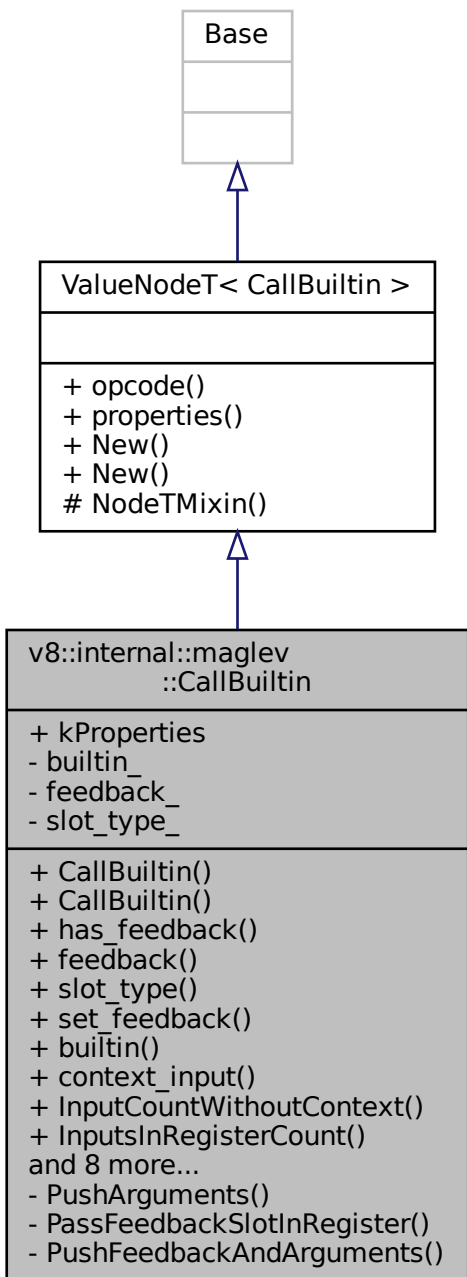 Base
ValueNodeT< CallBuiltin >
+ opcode()
+ properties()
+ New()
+ New()
# NodeTMixin()
v8::internal::maglev
::CallBuiltin
+ kProperties
- builtin_
- feedback_
- slot_type_
+ CallBuiltin()
+ CallBuiltin()
+ has_feedback()
+ feedback()
+ slot_type()
+ set_feedback()
+ builtin()
+ context_input()
+ InputCountWithoutContext()
+ InputsInRegisterCount()
and 8 more...
- PushArguments()
- PassFeedbackSlotInRegister()
- PushFeedbackAndArguments()